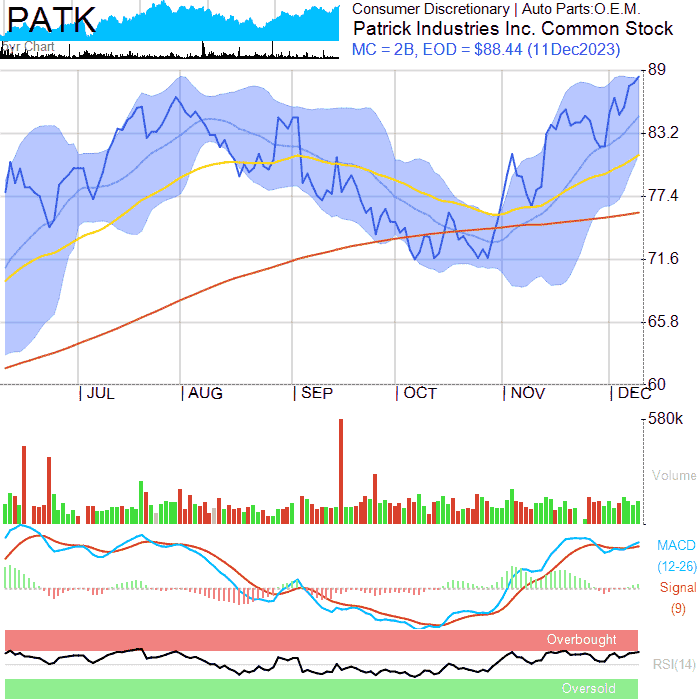 PATK
Consumer Discretionary | Auto Parts:O.E.M.
Patrick Industries Inc. Common Stock
MC = 2B, EOD = $88.44 (11Dec2023)
Chart
89
83.2
77.4
71.6
65.8
60
JUL AUG SEP OCT NOV DEC
580k
Volume
MACD
(12-26)
Signal
(9)
Overbought
RSI(14)
Oversold